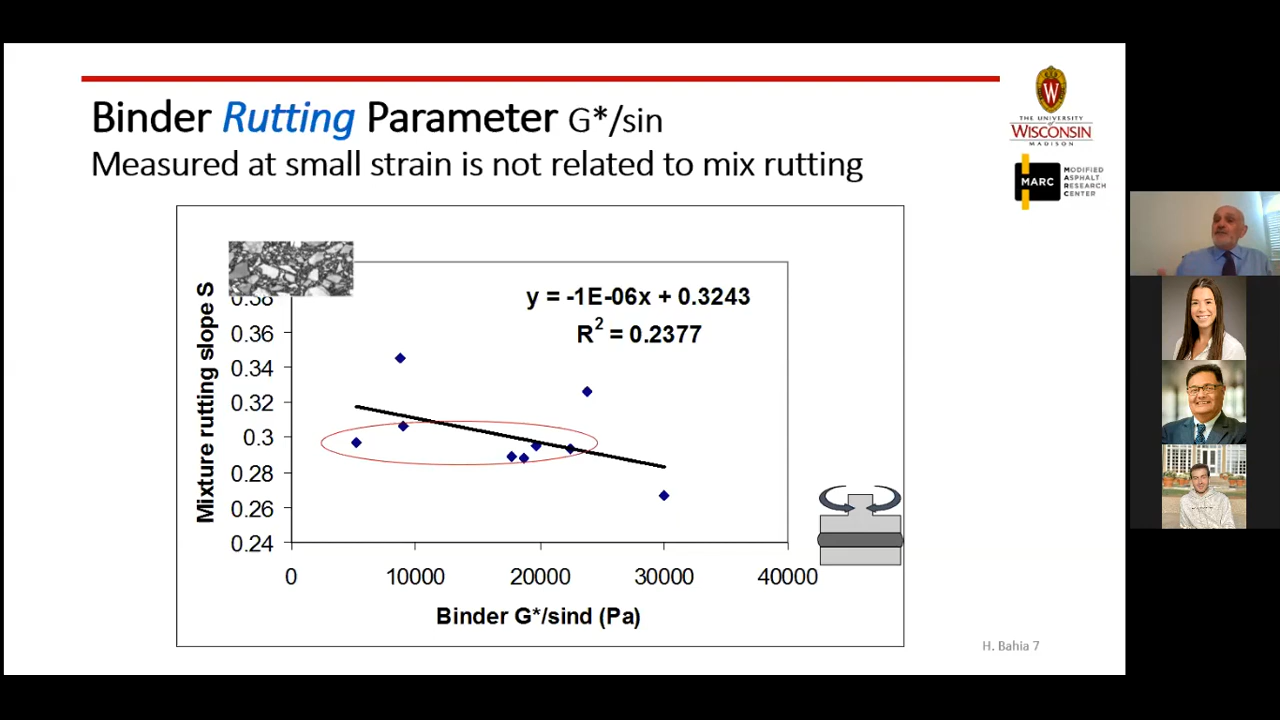 Binder Rutting Parameter G*/sin
Measured at small strain is not related to mix rutting
THE UNIVERSITY
of
WISCONSIN
MADISON
MARC
MODIFIED
ASPHALT
RESEARCH
CENTER
Mixture rutting slope S
0.38
0.36
0.34
0.32
0.3
0.28
0.26
0.24
y = -1E-06x + 0.3243
R2 = 0.2377
0 10000 20000 30000 40000
Binder G*/sind (Pa)
H. Bahia 7